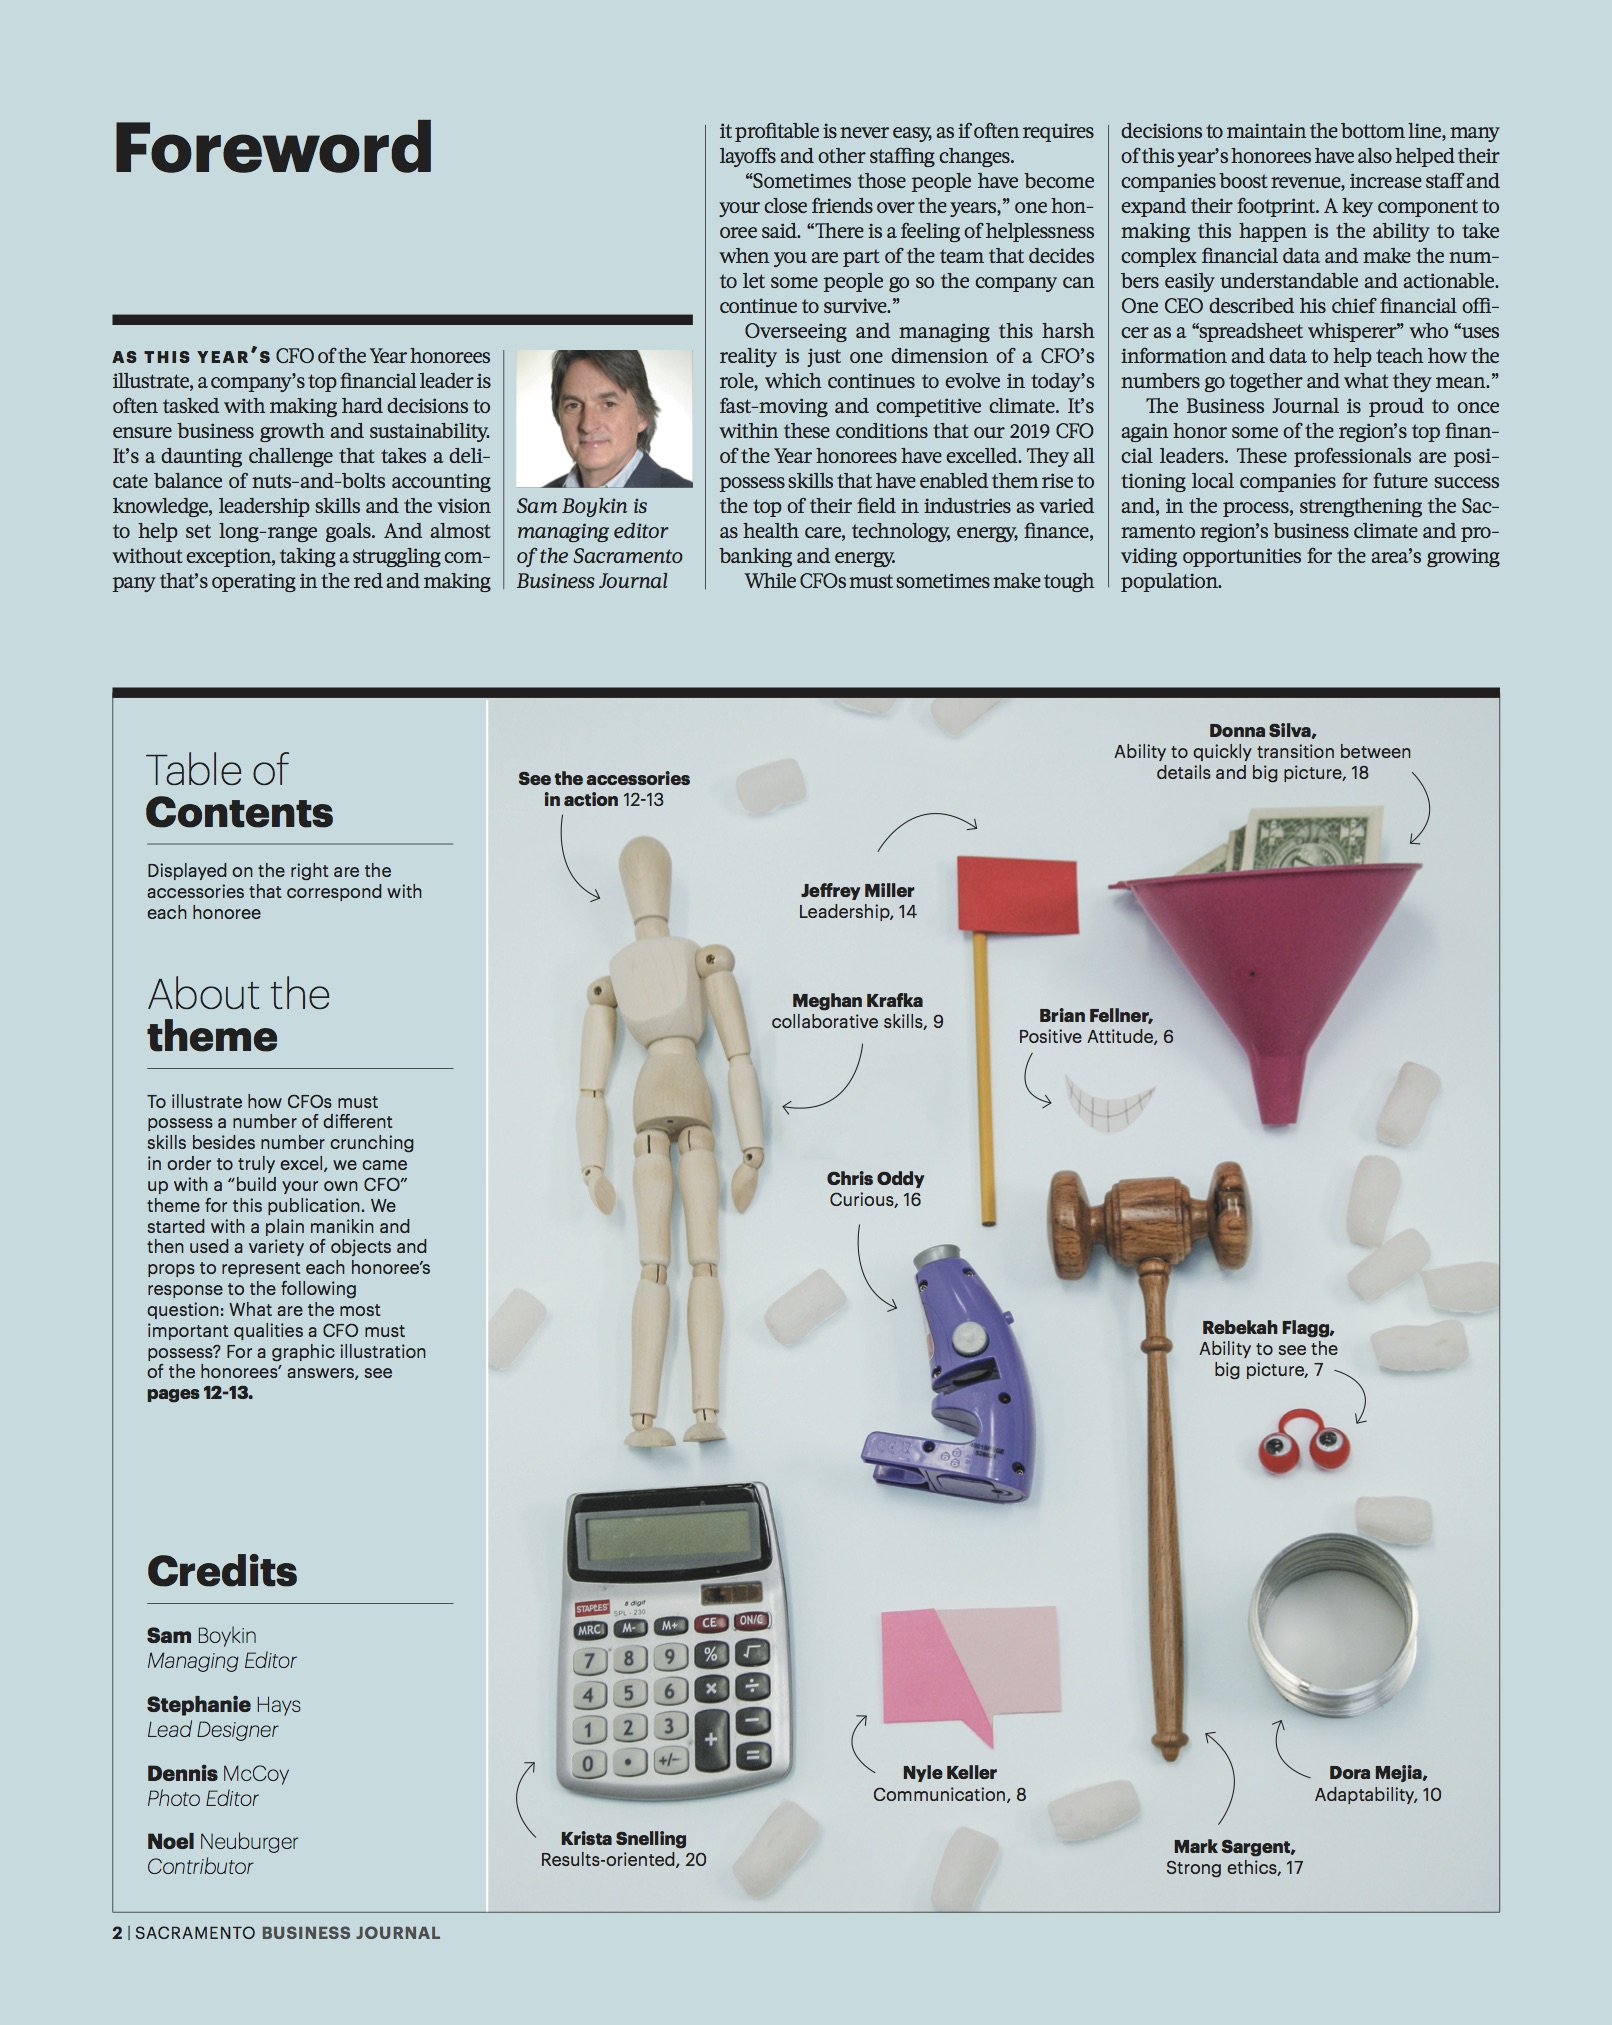 Foreword
AS THIS YEAR'S CFO of the Year honorees
illustrate, a company's top financial leader is
often tasked with making hard decisions to
ensure business growth and sustainability.
It's a daunting challenge that takes a deli-
cate balance of nuts-and-bolts accounting
knowledge, leadership skills and the vision
to help set long-range goals. And almost
without exception, taking a struggling com-
pany that's operating in the red and making
Sam Boykin is
managing editor
of the Sacramento
Business Journal
it profitable is never easy, as if often requires
layoffs and other staffing changes.
“Sometimes those people have become
your close friends over the years,” one hon-
oree said. “There is a feeling of helplessness
when you are part of the team that decides
to let some people go so the company can
continue to survive.”
Overseeing and managing this harsh
reality is just one dimension of a CFO's
role, which continues to evolve in today's
fast-moving and competitive climate. It's
within these conditions that our 2019 CFO
of the Year honorees have excelled. They all
possess skills that have enabled them rise to
the top of their field in industries as varied
as health care, technology, energy, finance,
banking and energy.
While CFOs must sometimes make tough
decisions to maintain the bottom line, many
of this year's honorees have also helped their
companies boost revenue, increase staff and
expand their footprint. A key component to
making this happen is the ability to take
complex financial data and make the num-
bers easily understandable and actionable.
One CEO described his chief financial offi-
cer as a “spreadsheet whisperer” who “uses
information and data to help teach how the
numbers go together and what they mean.”
The Business Journal is proud to once
again honor some of the region's top finan-
cial leaders. These professionals are posi-
tioning local companies for future success
and, in the process, strengthening the Sac-
ramento region's business climate and pro-
viding opportunities for the area's growing
population.
Table of
Contents
Displayed on the right are the
accessories that correspond with
each honoree
About the
theme
To illustrate how CFOs must
possess a number of different
skills besides number crunching
in order to truly excel, we came
up with a “build your own CFO”
theme for this publication. We
started with a plain manikin and
then used a variety of objects and
props to represent each honoree's
response to the following
question: What are the most
important qualities a CFO must
possess? For a graphic illustration
of the honorees' answers, see
pages 12-13.
Credits
Sam Boykin
Managing Editor
Stephanie Hays
Lead Designer
Dennis McCoy
Photo Editor
Noel Neuburger
Contributor
See the accessories
in action 12-13
Donna Silva,
Ability to quickly transition between
details and big picture, 18
Jeffrey Miller
Leadership, 14
Meghan Krafka
collaborative skills, 9
Brian Fellner,
Positive Attitude, 6
Chris Oddy
Curious, 16
Rebekah Flagg,
Ability to see the
big picture, 7
STAPLES
8 digit
SPL-230
MRC M- M+ CE ON/C
7 8 9 % √
4 5 6 × ÷
1 2 3 + −
0 • +/− =
Nyle Keller
Communication, 8
Dora Mejia,
Adaptability, 10
Krista Snelling
Results-oriented, 20
Mark Sargent,
Strong ethics, 17
2 | SACRAMENTO BUSINESS JOURNAL